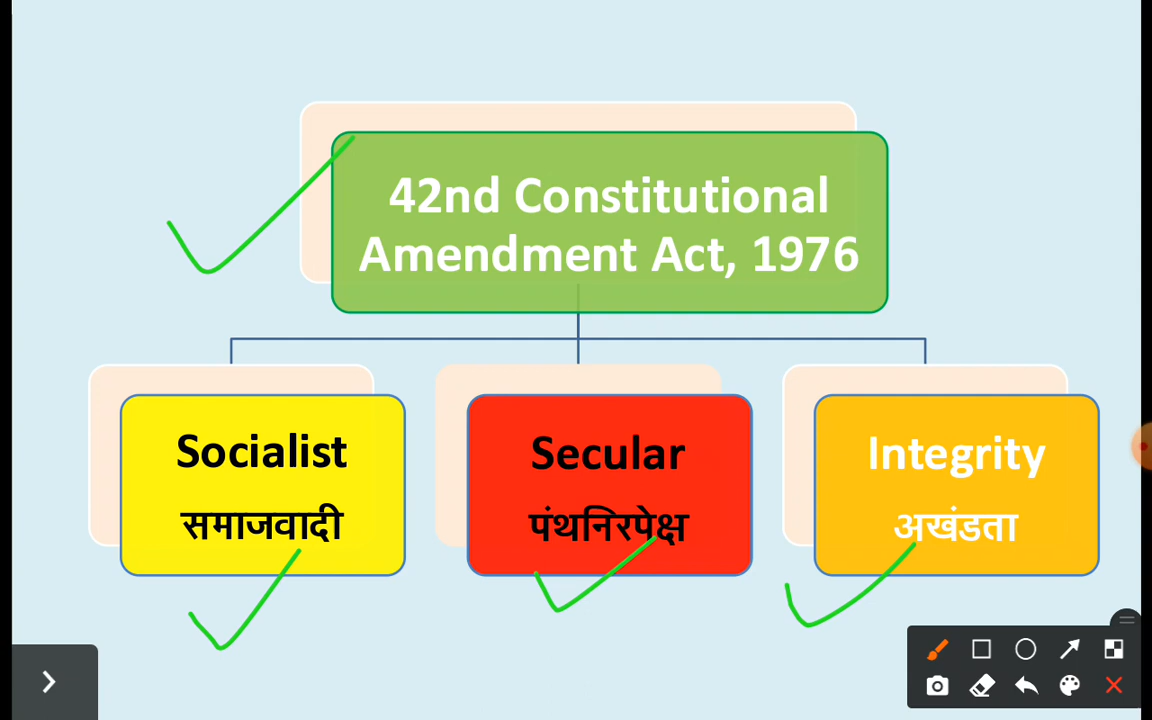 42nd Constitutional
Amendment Act, 1976
Socialist
समाजवादी
Secular
पंथनिरपेक्ष
Integrity
अखंडता